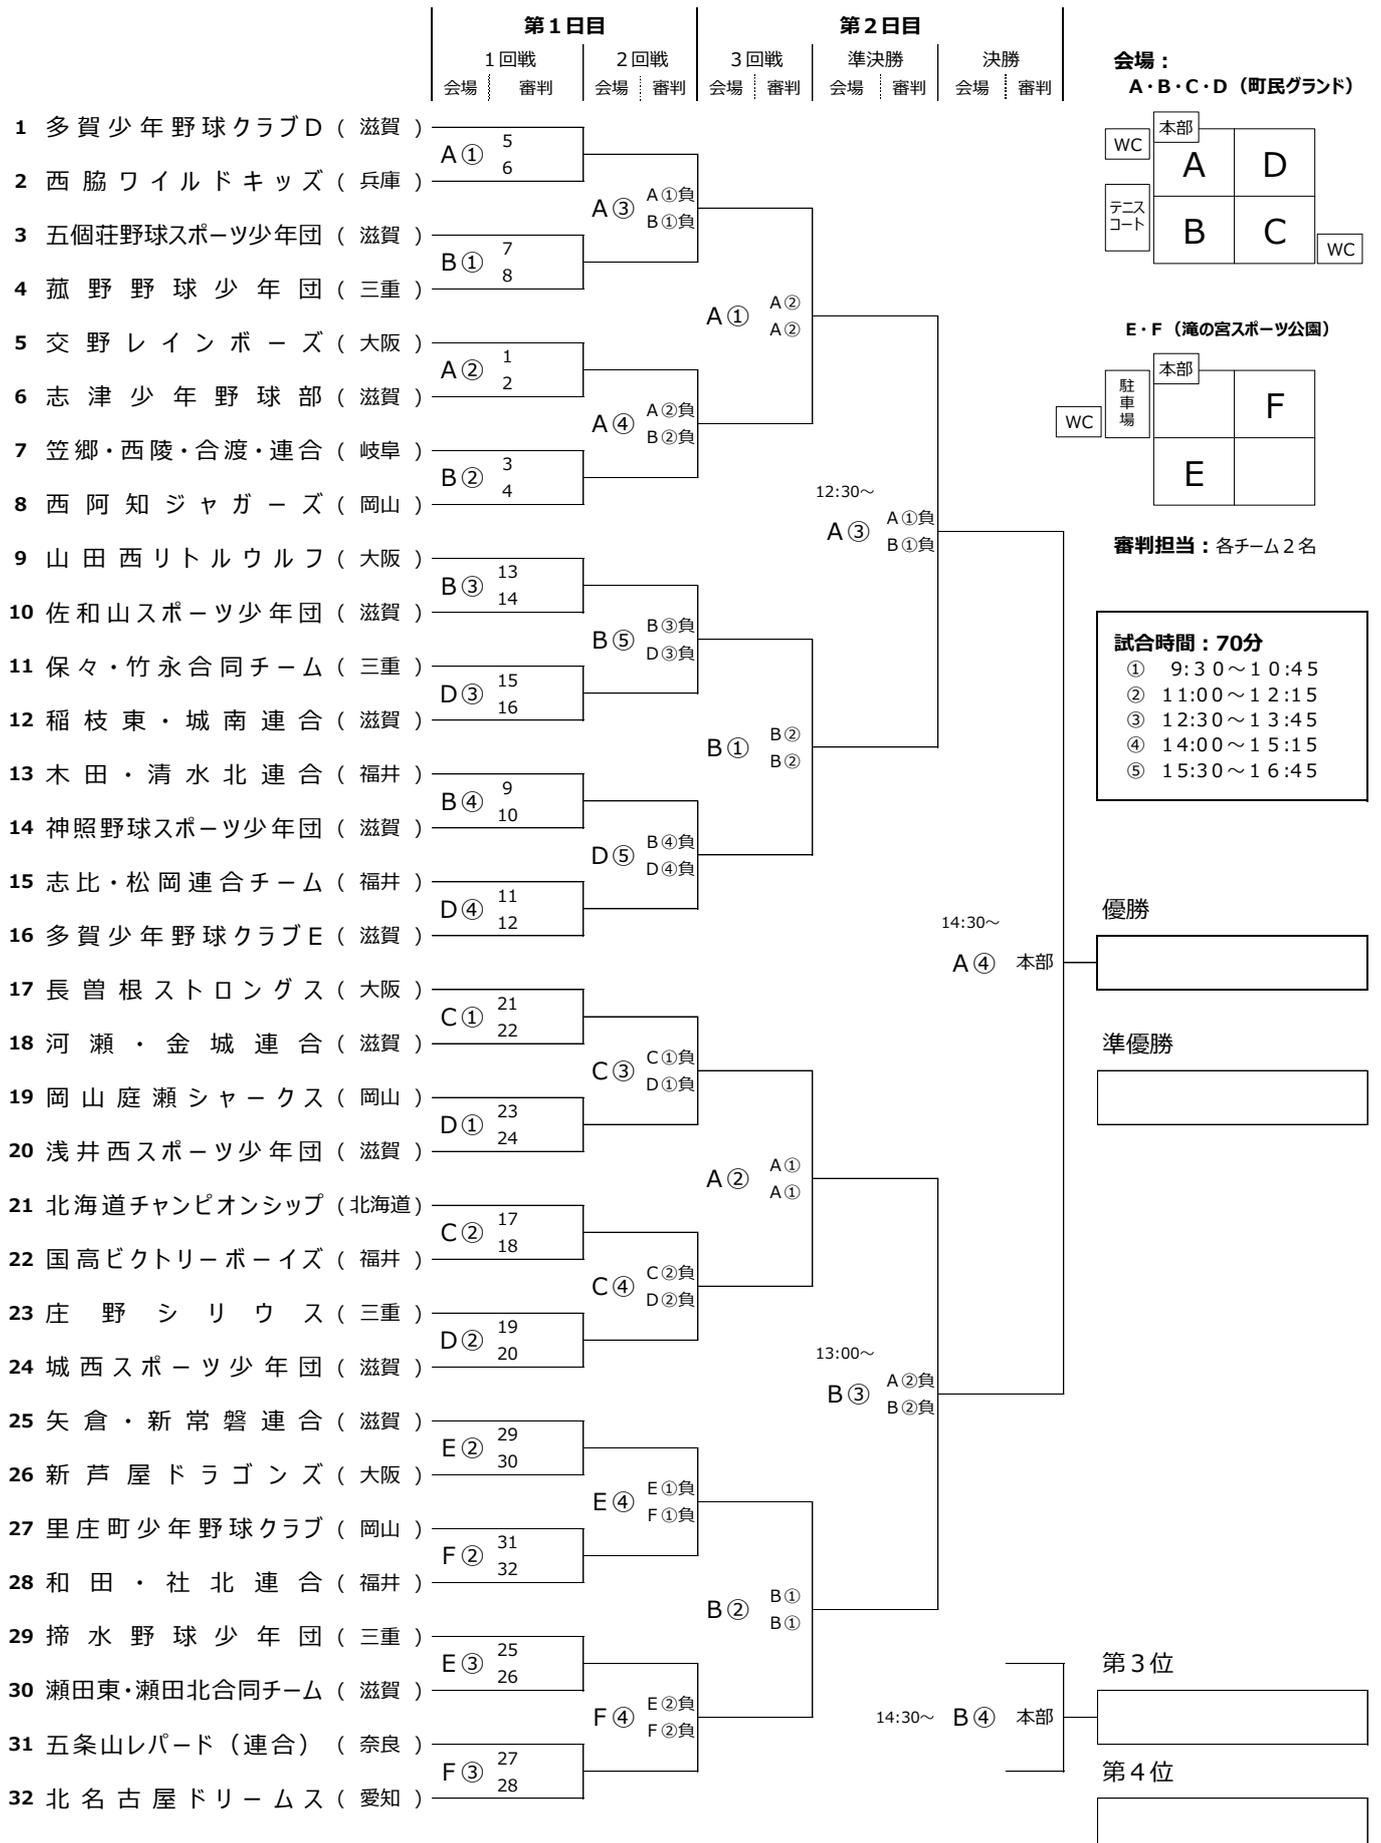 第1日目 第2日目
1回戦 2回戦 3回戦 準決勝 決勝
会場 審判 会場 審判 会場 審判 会場 審判 会場 審判
会場：
A・B・C・D（町民グランド）
本部
WC
A D
テニスコート
B C
WC
E・F（滝の宮スポーツ公園）
本部
駐車場
WC
F
E
審判担当：各チーム2名
試合時間：70分
① 9:30～10:45
② 11:00～12:15
③ 12:30～13:45
④ 14:00～15:15
⑤ 15:30～16:45
1 多賀少年野球クラブD（滋賀）
2 西脇ワイルドキッズ（兵庫）
3 五個荘野球スポーツ少年団（滋賀）
4 菰野野球少年団（三重）
5 交野レインボーズ（大阪）
6 志津少年野球部（滋賀）
7 笠郷・西陵・合渡・連合（岐阜）
8 西阿知ジャガーズ（岡山）
9 山田西リトルウルフ（大阪）
10 佐和山スポーツ少年団（滋賀）
11 保々・竹永合同チーム（三重）
12 稲枝東・城南連合（滋賀）
13 木田・清水北連合（福井）
14 神照野球スポーツ少年団（滋賀）
15 志比・松岡連合チーム（福井）
16 多賀少年野球クラブE（滋賀）
17 長曽根ストロングス（大阪）
18 河瀬・金城連合（滋賀）
19 岡山庭瀬シャークス（岡山）
20 浅井西スポーツ少年団（滋賀）
21 北海道チャンピオンシップ（北海道）
22 国高ビクトリーボーイズ（福井）
23 庄野シリウス（三重）
24 城西スポーツ少年団（滋賀）
25 矢倉・新常磐連合（滋賀）
26 新芦屋ドラゴンズ（大阪）
27 里庄町少年野球クラブ（岡山）
28 和田・社北連合（福井）
29 揥水野球少年団（三重）
30 瀬田東・瀬田北合同チーム（滋賀）
31 五条山レパード（連合）（奈良）
32 北名古屋ドリームス（愛知）
A① 5 6
B① 7 8
A② 1 2
B② 3 4
B③ 13 14
D③ 15 16
B④ 9 10
D④ 11 12
C① 21 22
D① 23 24
C② 17 18
D② 19 20
E② 29 30
F② 31 32
E③ 25 26
F③ 27 28
A③ A①負 B①負
A④ A②負 B②負
B⑤ B③負 D③負
D⑤ B④負 D④負
C③ C①負 D①負
C④ C②負 D②負
E④ E①負 F①負
F④ E②負 F②負
A① A② A②
B① B② B②
A② A① A①
B② B① B①
12:30～
A③ A①負 B①負
13:00～
B③ A②負 B②負
14:30～
A④ 本部
14:30～ B④ 本部
優勝
準優勝
第3位
第4位